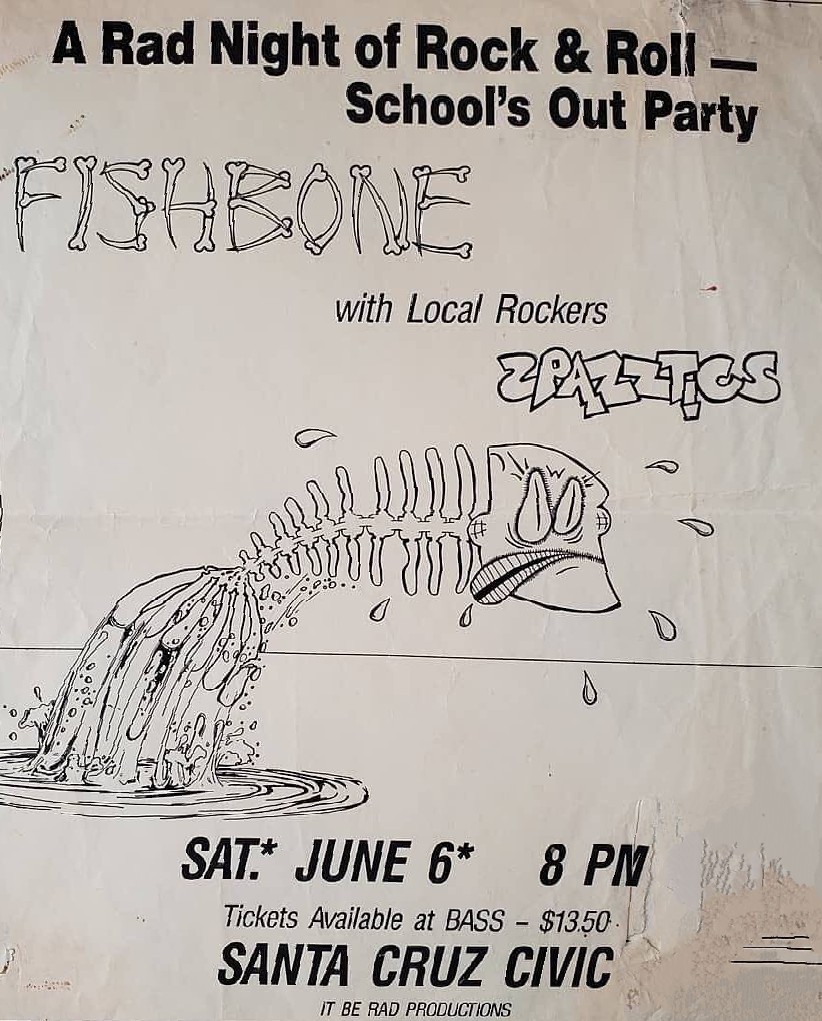 A Rad Night of Rock & Roll —
School's Out Party
FISHBONE
with Local Rockers
ZPAZZTICS
SAT.* JUNE 6* 8 PM
Tickets Available at BASS – $13.50
SANTA CRUZ CIVIC
IT BE RAD PRODUCTIONS